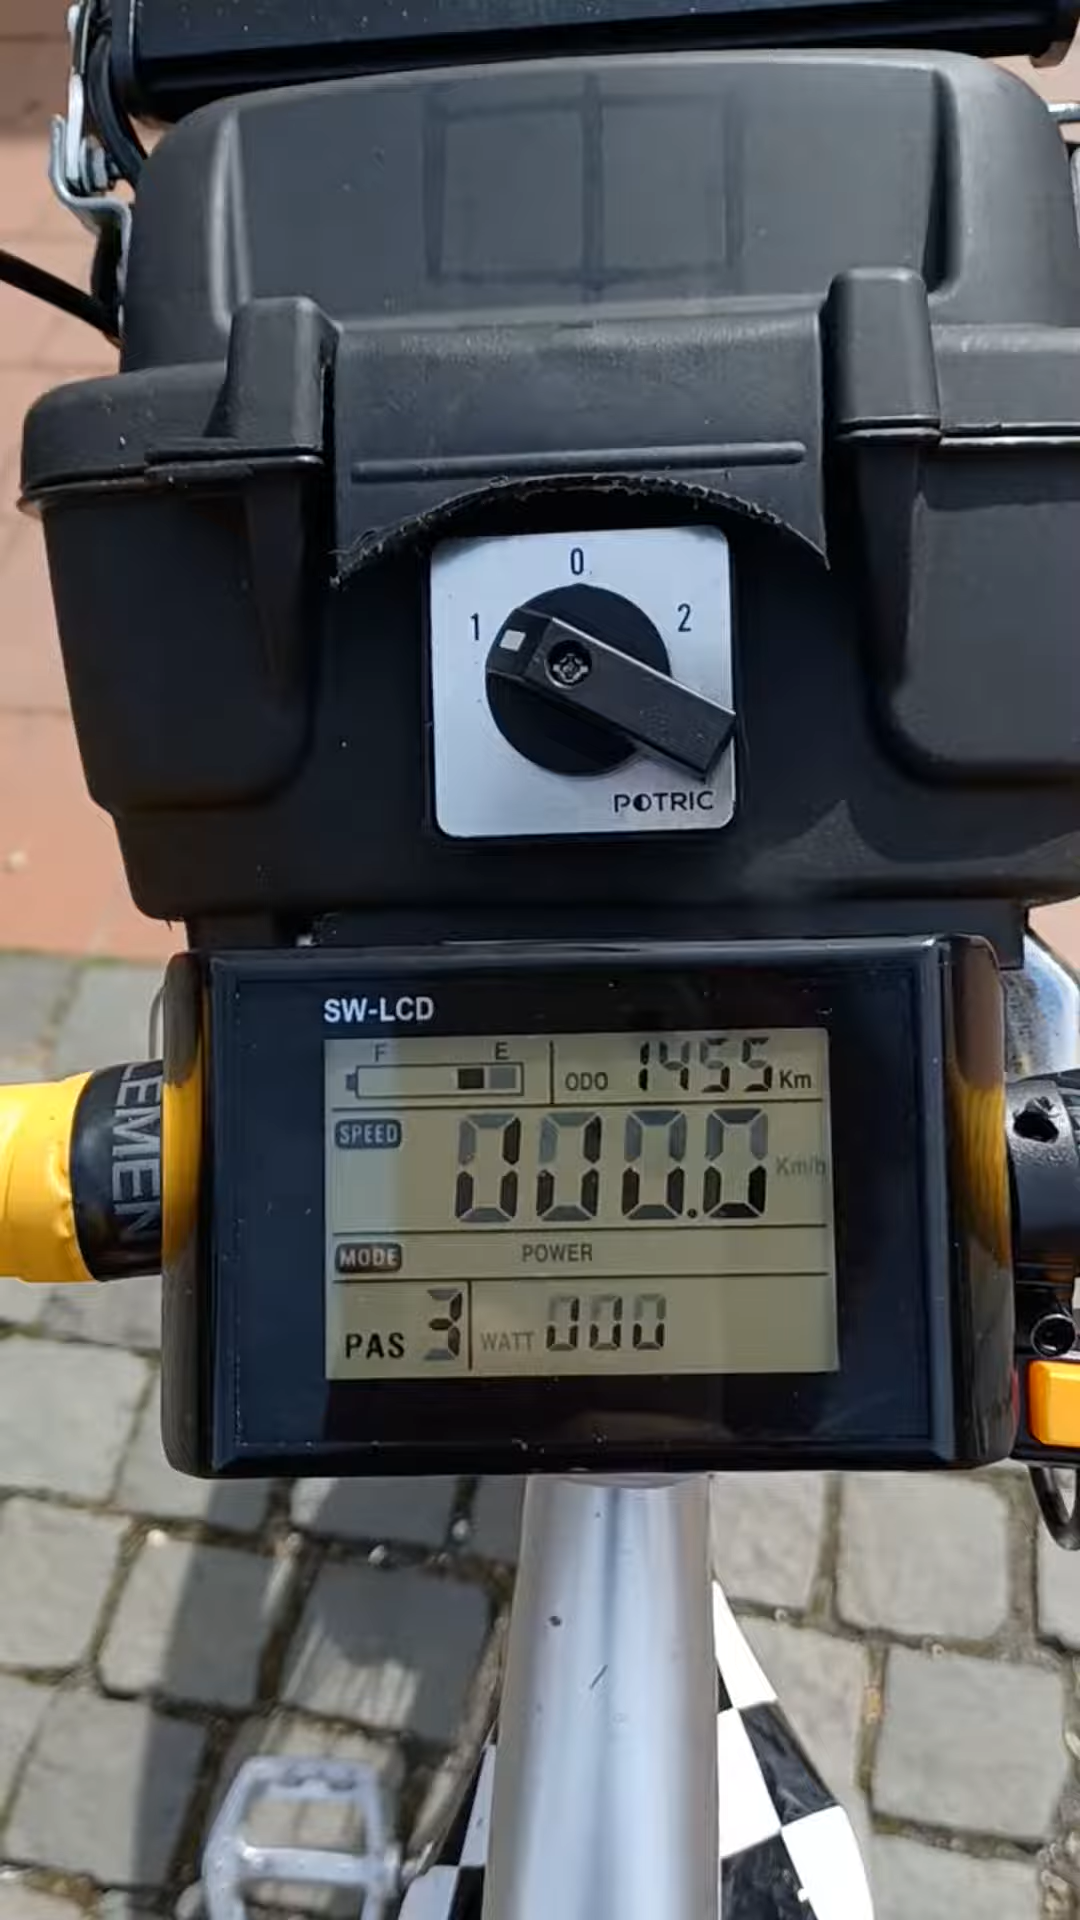 0
1 2
POTRIC
SW-LCD
F E
ODO 1455 Km
SPEED
000.0 Km/h
MODE POWER
PAS 3 WATT 000